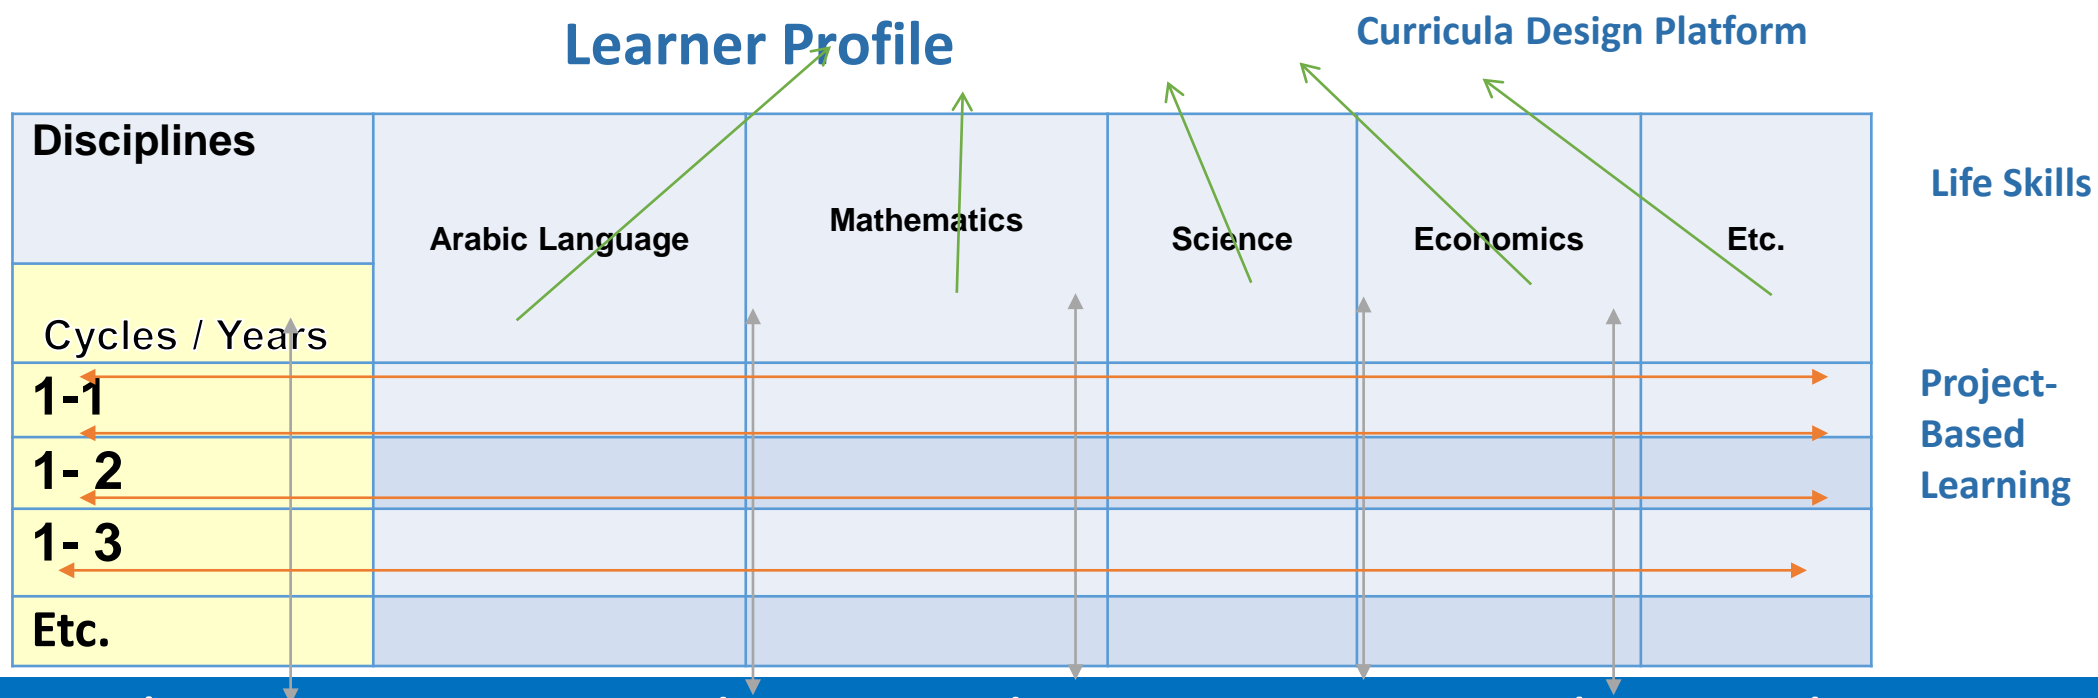 Learner Profile
Curricula Design Platform
Disciplines
Arabic Language
Mathematics
Science
Economics
Etc.
Life Skills
Cycles / Years
1-1
1- 2
1- 3
Etc.
Project-
Based
Learning